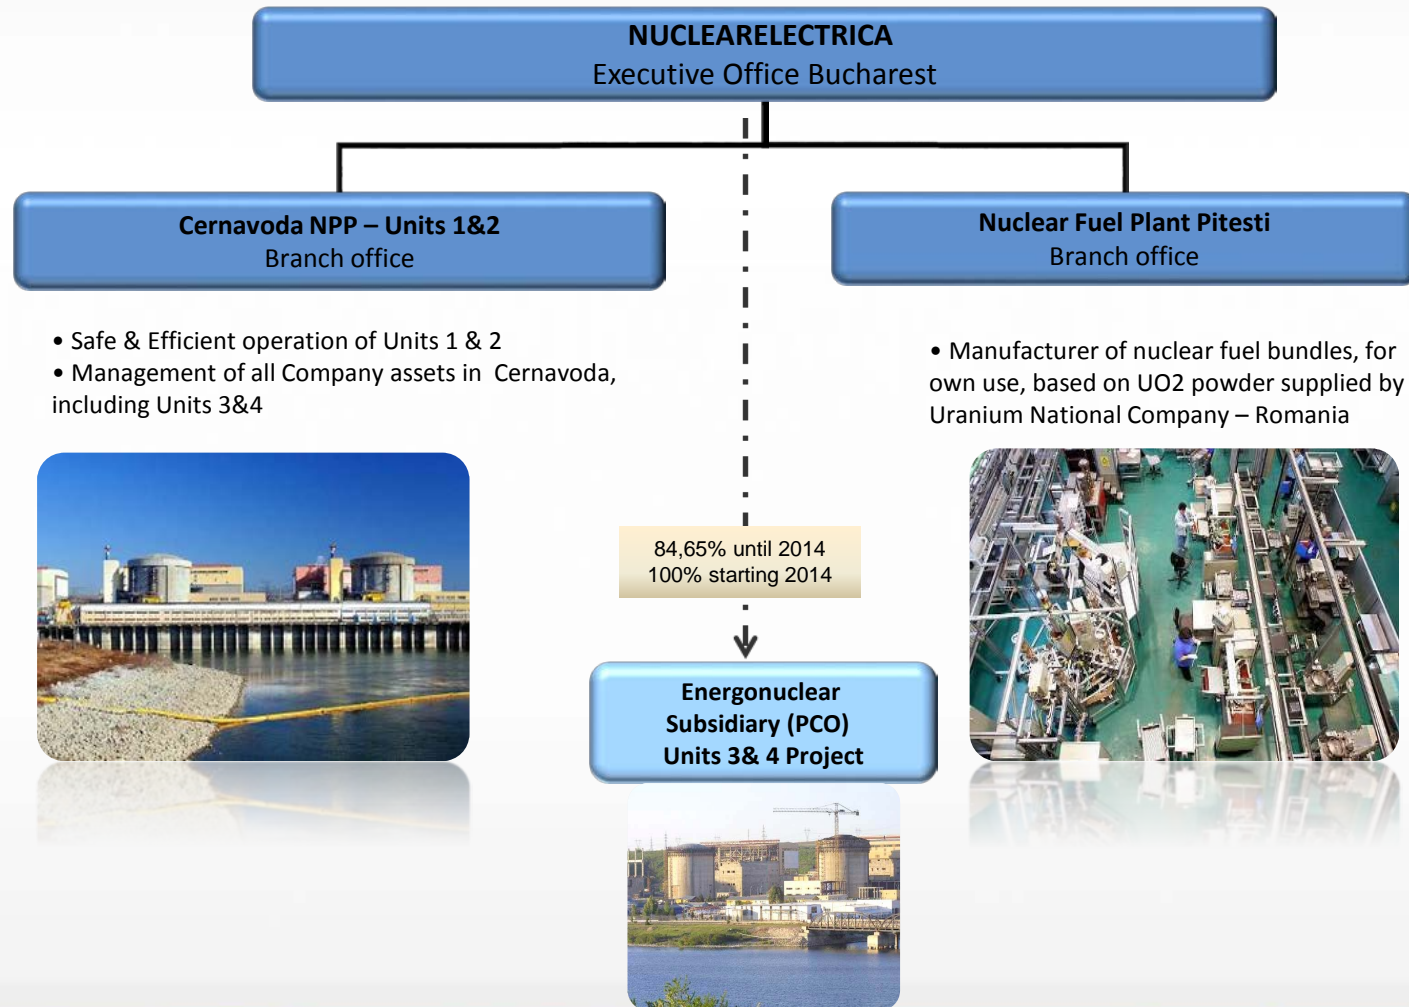 NUCLEARELECTRICA
Executive Office Bucharest
Cernavoda NPP – Units 1&2
Branch office
Nuclear Fuel Plant Pitesti
Branch office
• Safe & Efficient operation of Units 1 & 2
• Management of all Company assets in Cernavoda,
including Units 3&4
• Manufacturer of nuclear fuel bundles, for
own use, based on UO2 powder supplied by
Uranium National Company – Romania
84,65% until 2014
100% starting 2014
Energonuclear
Subsidiary (PCO)
Units 3& 4 Project